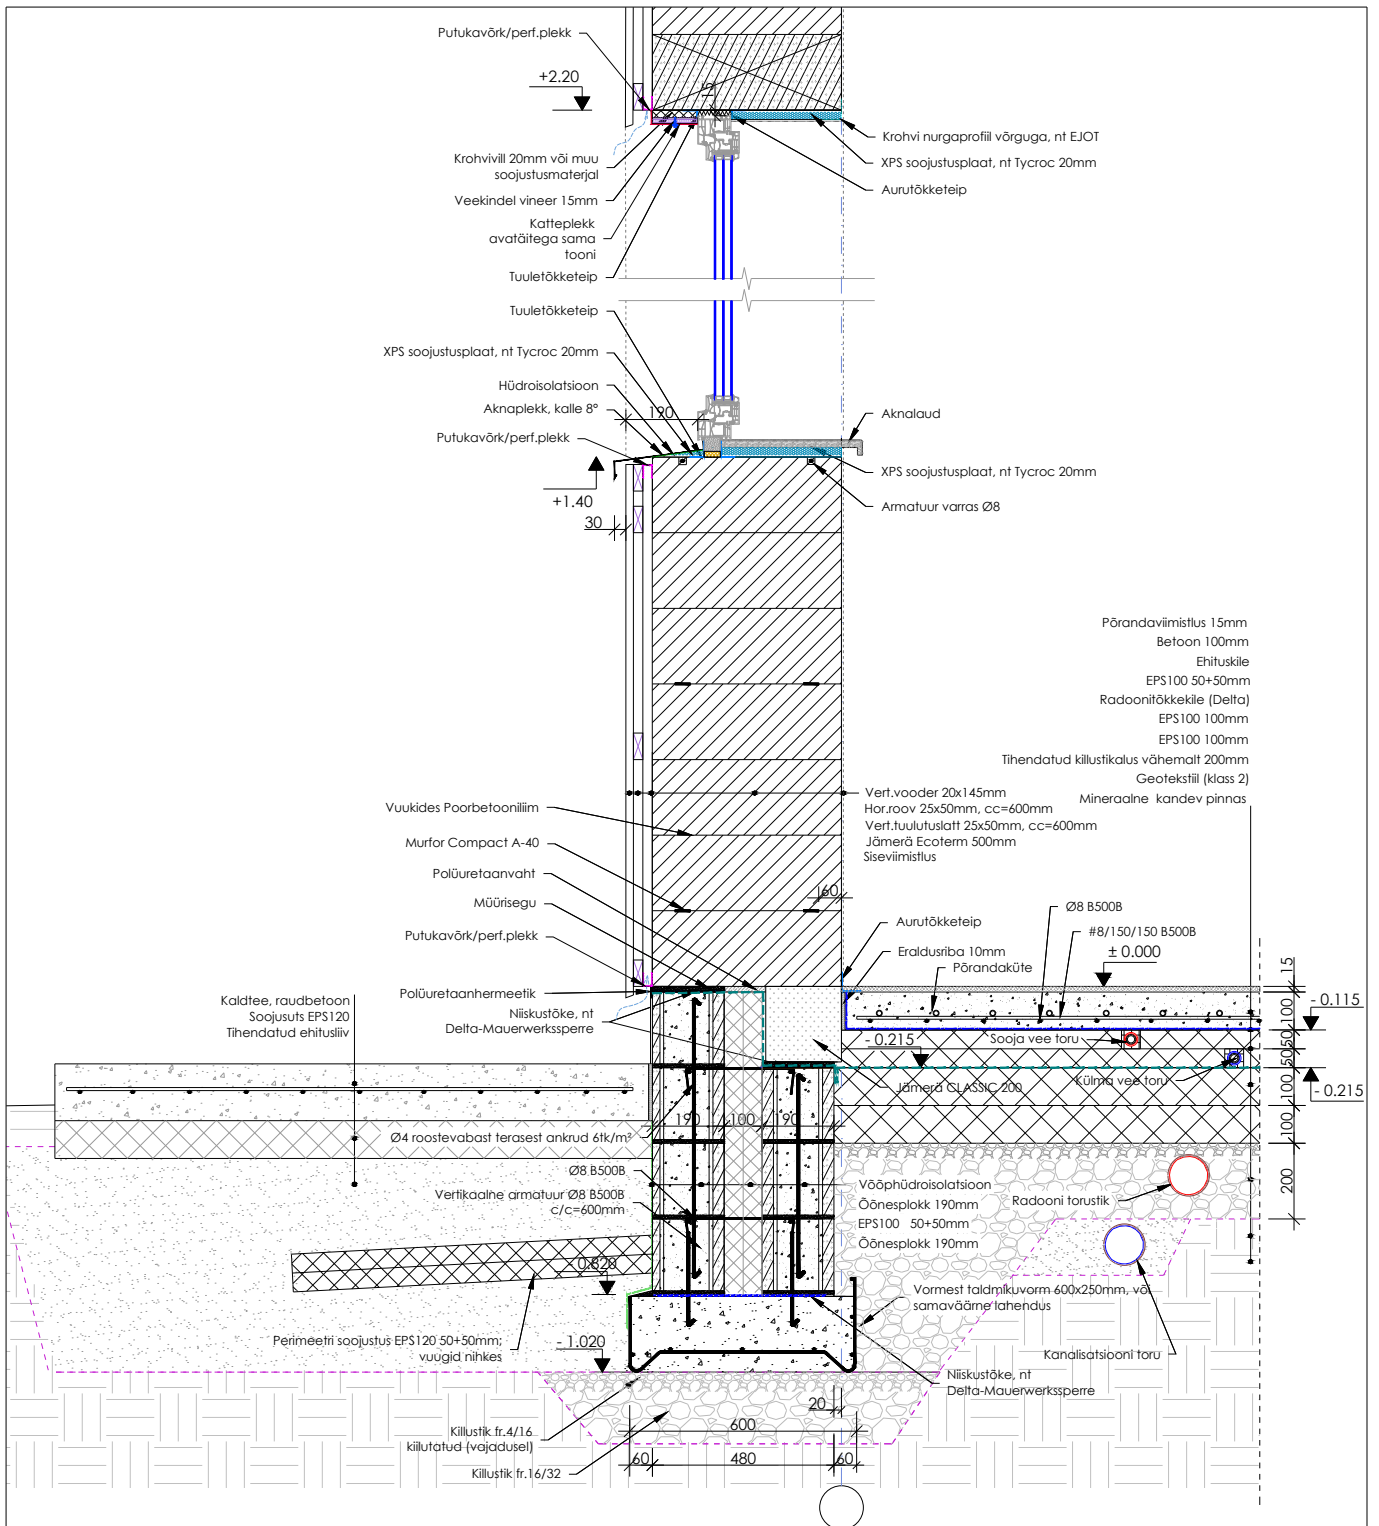 Putukavõrk/perf.plekk
+2.20
15
Krohvi nurgaprofiil võrguga, nt EJOT
XPS soojustusplaat, nt Tycroc 20mm
Aurutõkketeip
Krohvivill 20mm või muu
soojustusmaterjal
Veekindel vineer 15mm
Katteplekk
avatäitega sama
tooni
Tuuletõkketeip
Tuuletõkketeip
XPS soojustusplaat, nt Tycroc 20mm
Hüdroisolatsioon
Aknaplekk, kalle 8°
190
Putukavõrk/perf.plekk
Aknalaud
XPS soojustusplaat, nt Tycroc 20mm
Armatuur varras Ø8
+1.40
30
Põrandaviimistlus 15mm
Betoon 100mm
Ehituskile
EPS100 50+50mm
Radoonitõkkekile (Delta)
EPS100 100mm
EPS100 100mm
Tihendatud killustikalus vähemalt 200mm
Geotekstiil (klass 2)
Mineraalne kandev pinnas
Vert.vooder 20x145mm
Hor.roov 25x50mm, cc=600mm
Vert.tuulutuslatt 25x50mm, cc=600mm
Jämerä Ecoterm 500mm
Siseviimistlus
Vuukides Poorbetooniliim
Murfor Compact A-40
Polüuretaanvaht
Müürisegu
Putukavõrk/perf.plekk
Polüuretaanhermeetik
Niiskustõke, nt
Delta-Mauerwerkssperre
60
Aurutõkketeip
Eraldusriba 10mm
Põrandaküte
Ø8 B500B
#8/150/150 B500B
± 0.000
15
100
50
50
100
100
200
- 0.115
- 0.215
- 0.215
Sooja vee toru
Külma vee toru
Jämerä CLASSIC 200
Kaldtee, raudbetoon
Soojusuts EPS120
Tihendatud ehitusliiv
190
100
190
Ø4 roostevabast terasest ankrud 6tk/m²
Ø8 B500B
Vertikaalne armatuur Ø8 B500B
c/c=600mm
Võõphüdroisolatsioon
Õõnesplokk 190mm
EPS100 50+50mm
Õõnesplokk 190mm
Radooni torustik
- 0.820
Vormest taldmikuvorm 600x250mm, või
samaväärne lahendus
Perimeetri soojustus EPS120 50+50mm;
vuugid nihkes
- 1.020
Kanalisatsiooni toru
Niiskustõke, nt
Delta-Mauerwerkssperre
20
600
Killustik fr.4/16
kiilutatud (vajadusel)
Killustik fr.16/32
60
480
60